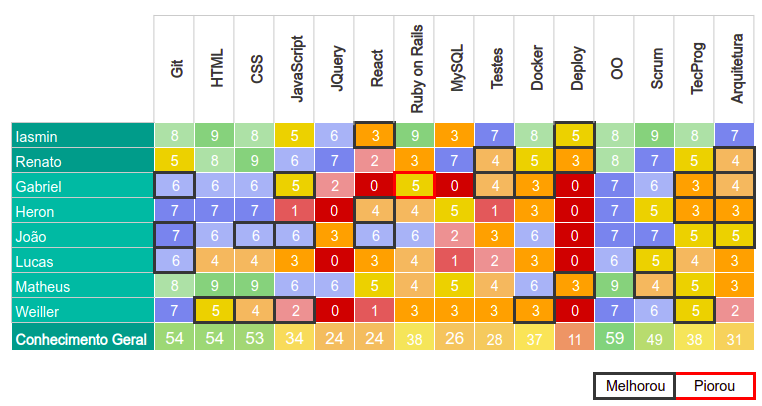 Git HTML CSS JavaScript JQuery React Ruby on Rails MySQL Testes Docker Deploy OO Scrum TecProg Arquitetura
Iasmin 8 9 8 5 6 3 9 3 7 8 5 8 9 8 7
Renato 5 8 9 6 7 2 3 7 4 5 3 8 7 5 4
Gabriel 6 6 6 5 2 0 5 0 4 3 0 7 6 3 4
Heron 7 7 7 1 0 4 4 5 1 3 0 7 5 3 3
João 7 6 6 6 3 6 6 2 3 6 0 7 7 5 5
Lucas 6 4 4 3 0 3 4 1 2 3 0 6 5 4 3
Matheus 8 9 9 6 6 5 4 5 4 6 3 9 4 5 3
Weiller 7 5 4 2 0 1 3 3 3 3 0 7 6 5 2
Conhecimento Geral 54 54 53 34 24 24 38 26 28 37 11 59 49 38 31
Melhorou Piorou